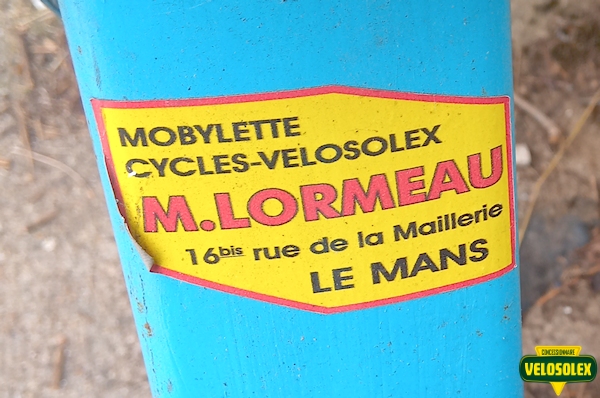 MOBYLETTE
CYCLES-VELOSOLEX
M.LORMEAU
16bis rue de la Maillerie
LE MANS
CONCESSIONNAIRE
VELOSOLEX